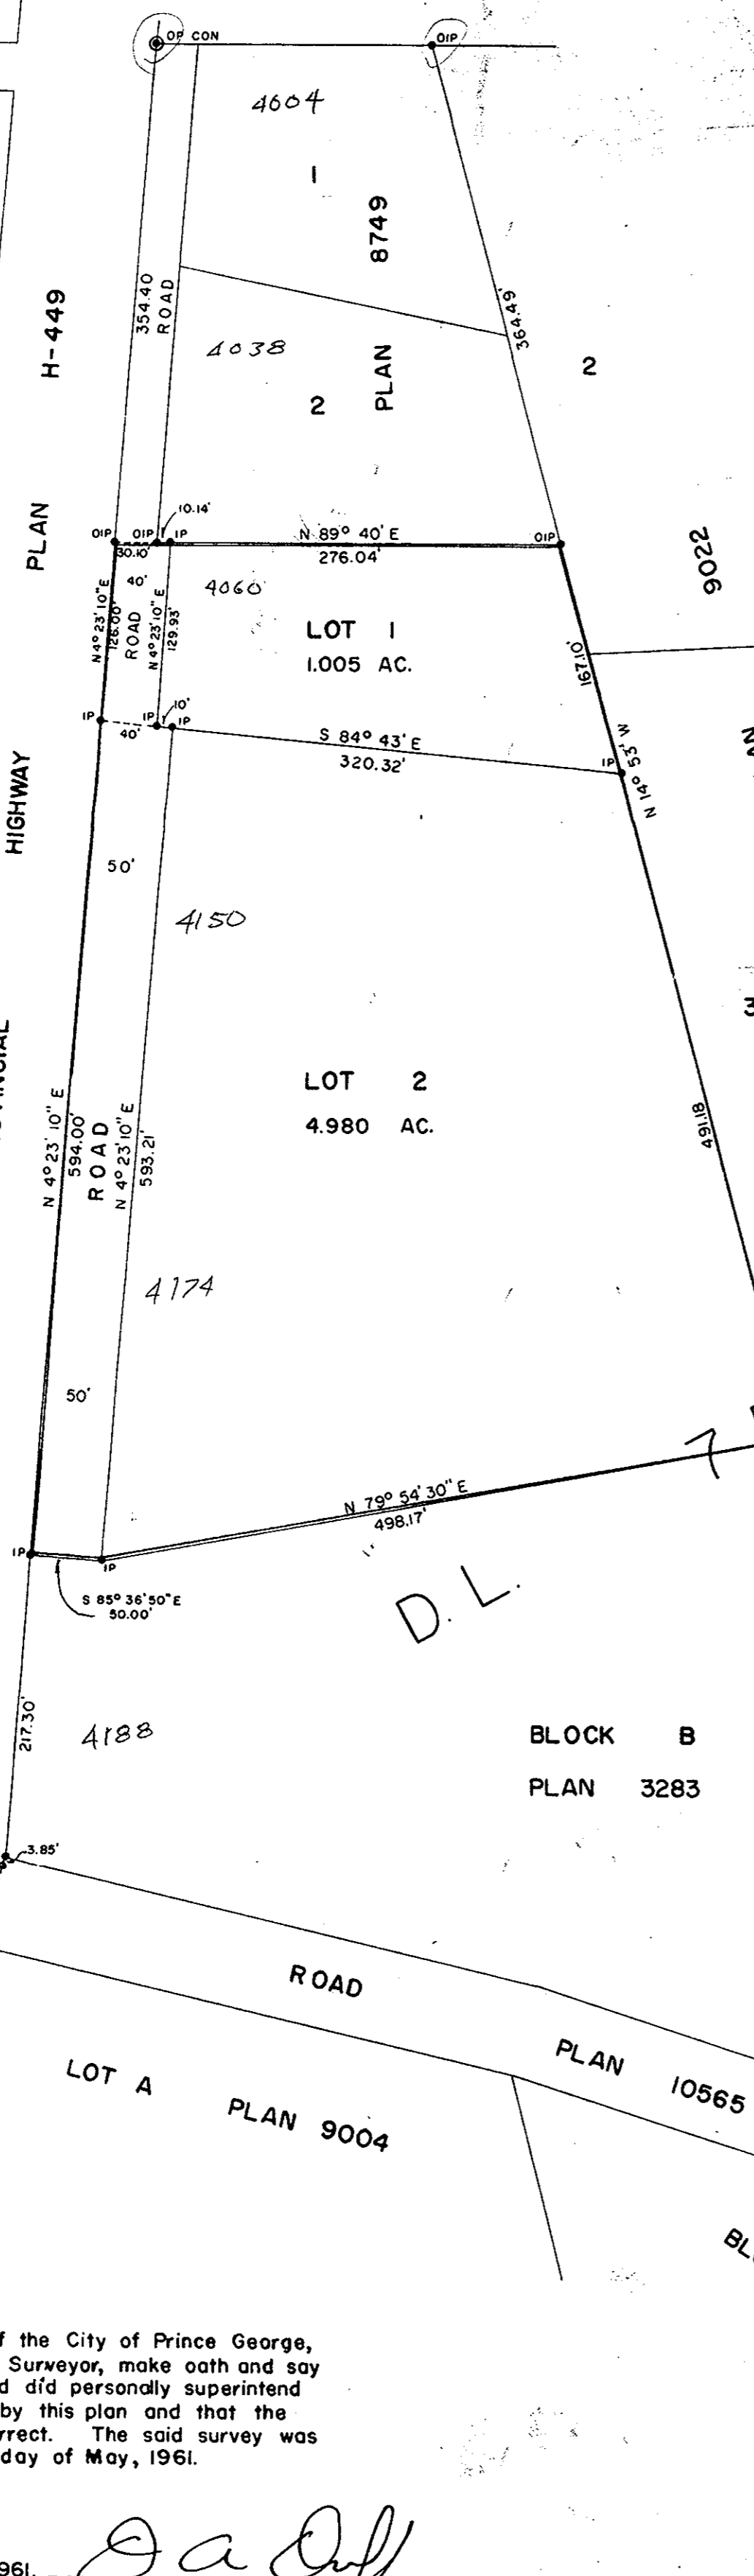 OP CON
OIP
4604
1
8749
354.40
ROAD
H-449
364.49'
4038
2
PLAN
2
PLAN
10.14'
OIP
OIP
IP
N 89° 40' E
OIP
30.10'
276.04'
9022
40'
4060
N 4° 23' 10" E
126.00'
ROAD
N 4° 23' 10" E
129.93'
LOT 1
1.005 AC.
167.10'
10'
IP
IP
IP
40'
S 84° 43' E
320.32'
IP
N 14° 53' W
HIGHWAY
50'
4150
3
LOT 2
4.980 AC.
491.18
N 4° 23' 10" E
594.00'
ROAD
N 4° 23' 10" E
593.21'
4174
50'
7
N 79° 54' 30" E
498.17'
IP
IP
S 85° 36' 50" E
50.00'
D. L.
217.30'
4188
BLOCK B
PLAN 3283
3.85'
ROAD
PLAN 10565
LOT A PLAN 9004
f the City of Prince George,
Surveyor, make oath and say
d did personally superintend
by this plan and that the
rrect. The said survey was
day of May, 1961.
961.